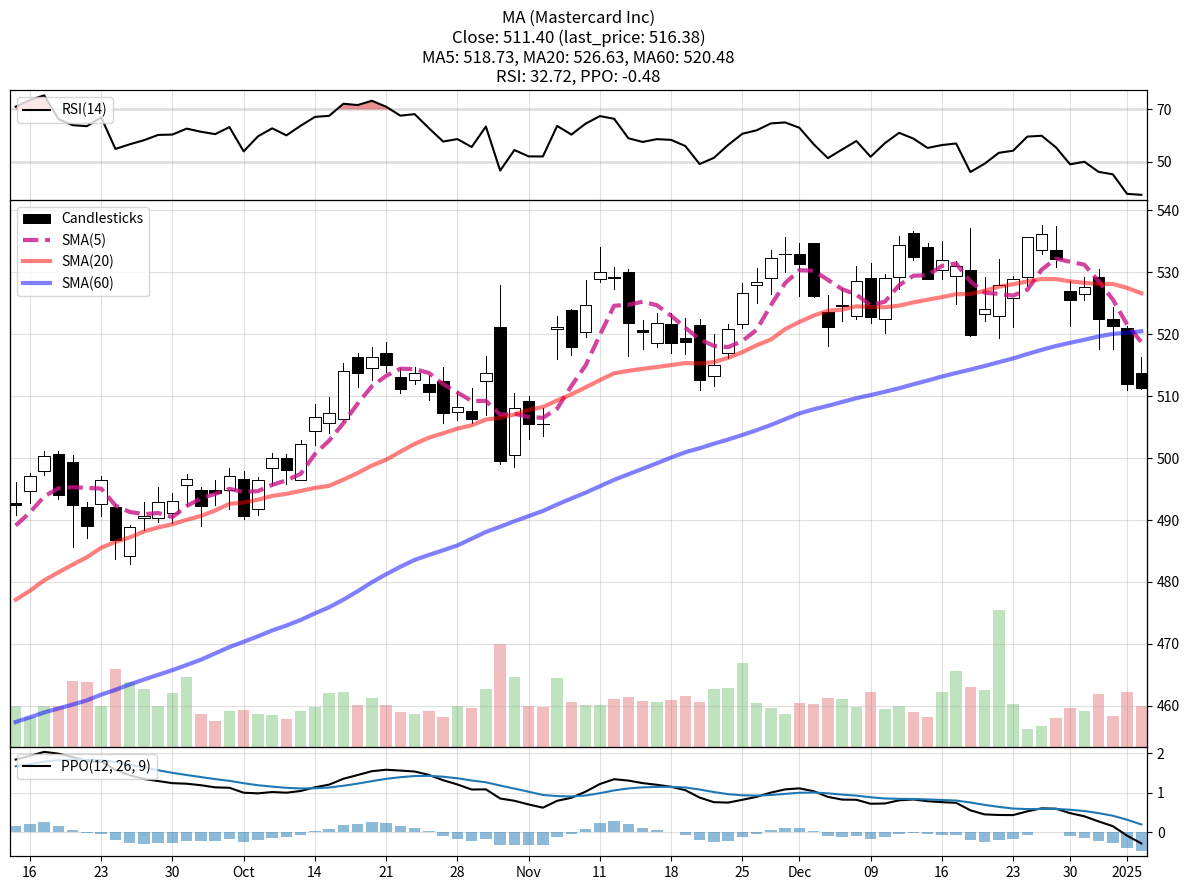 MA (Mastercard Inc)
Close: 511.40 (last_price: 516.38)
MA5: 518.73, MA20: 526.63, MA60: 520.48
RSI: 32.72, PPO: -0.48
RSI(14)
70
50
Candlesticks
SMA(5)
SMA(20)
SMA(60)
540
530
520
510
500
490
480
470
460
PPO(12, 26, 9)
2
1
0
16 23 30 Oct 14 21 28 Nov 11 18 25 Dec 09 16 23 30 2025